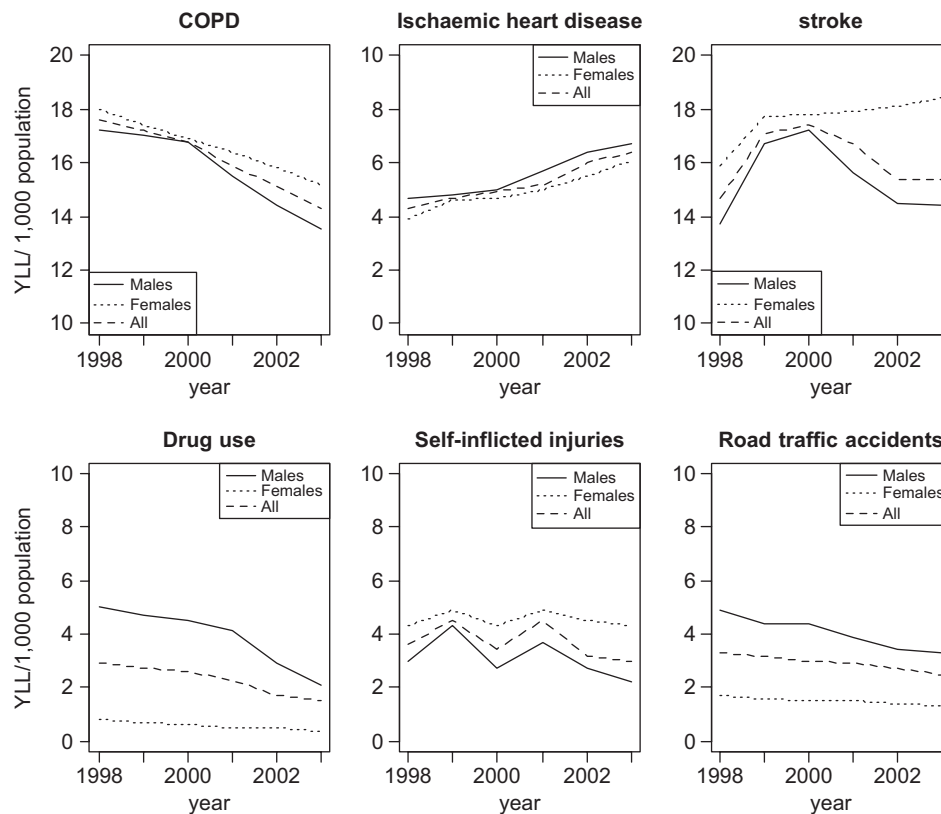 COPD
YLL/ 1,000 population
20
18
16
14
12
10
Males
Females
All
1998 2000 2002
year
Ischaemic heart disease
10
8
6
4
2
0
Males
Females
All
1998 2000 2002
year
stroke
20
18
16
14
12
10
Males
Females
All
1998 2000 2002
year
Drug use
YLL/1,000 population
10
8
6
4
2
0
Males
Females
All
1998 2000 2002
year
Self-inflicted injuries
10
8
6
4
2
0
Males
Females
All
1998 2000 2002
year
Road traffic accidents
10
8
6
4
2
0
Males
Females
All
1998 2000 2002
year